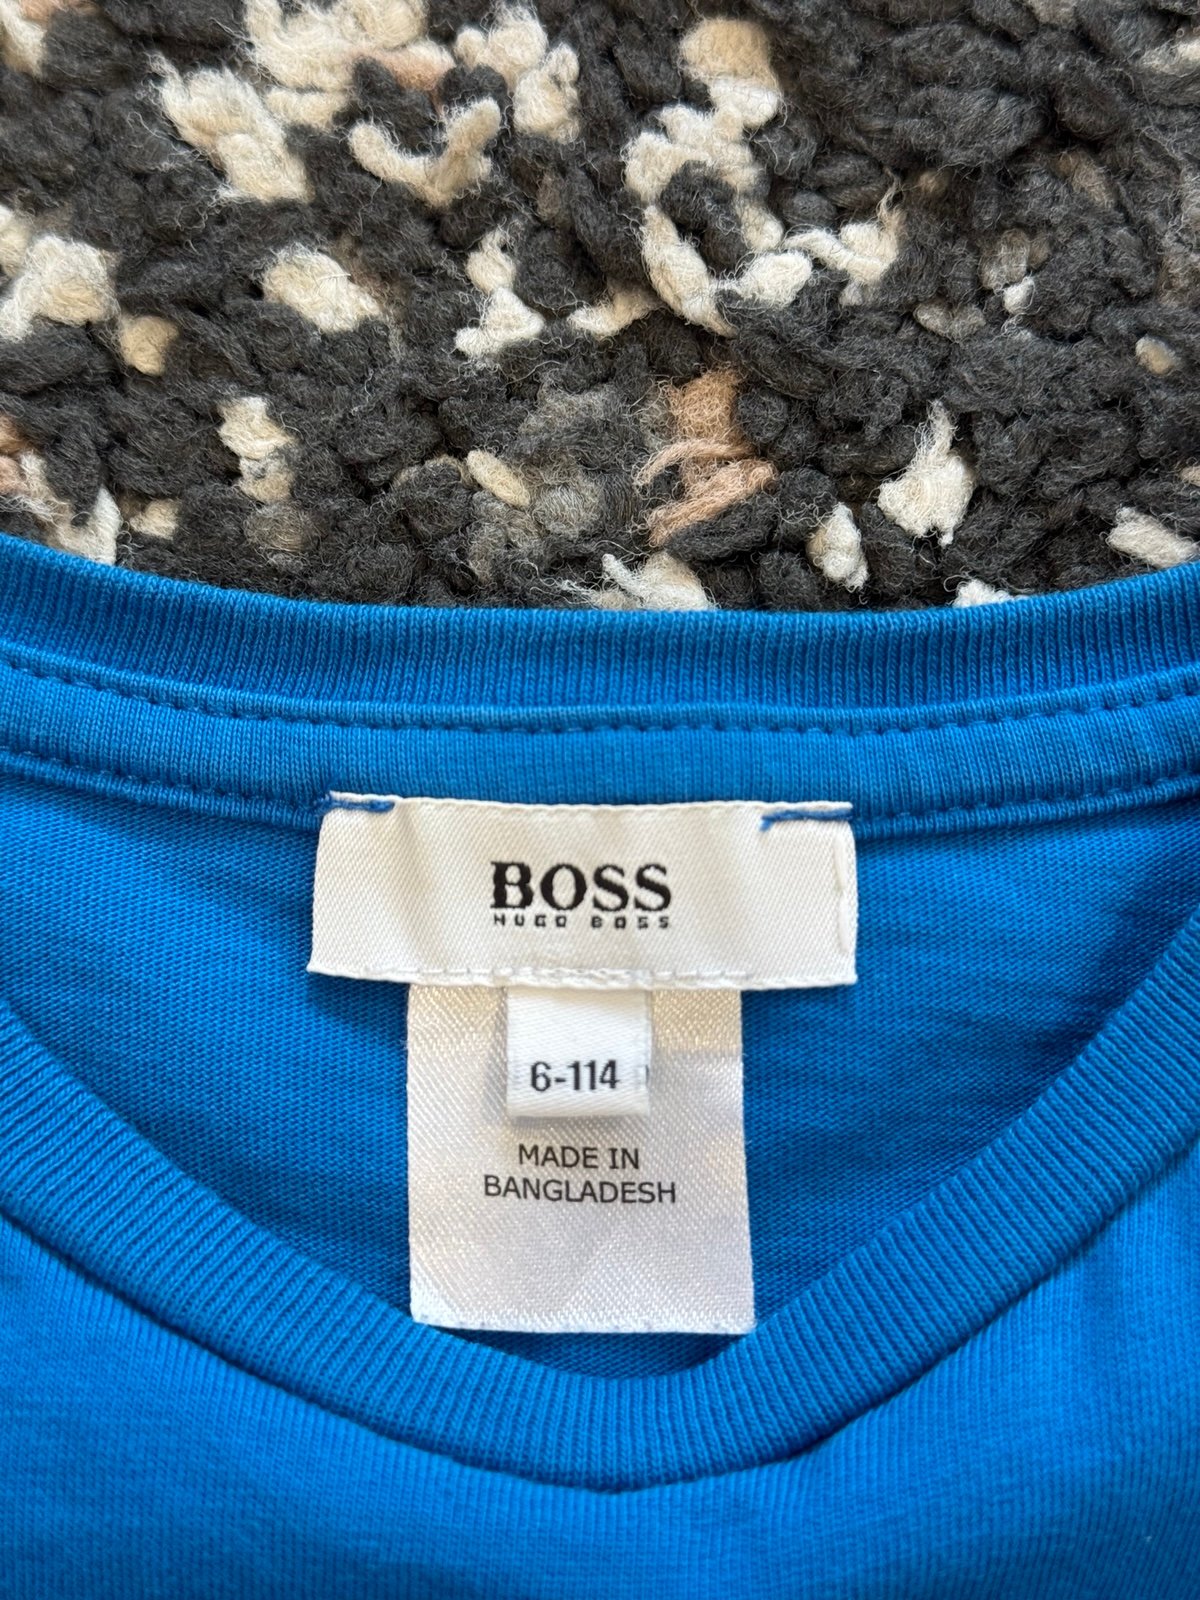 BOSS
HUGO BOSS
6-114
MADE IN
BANGLADESH